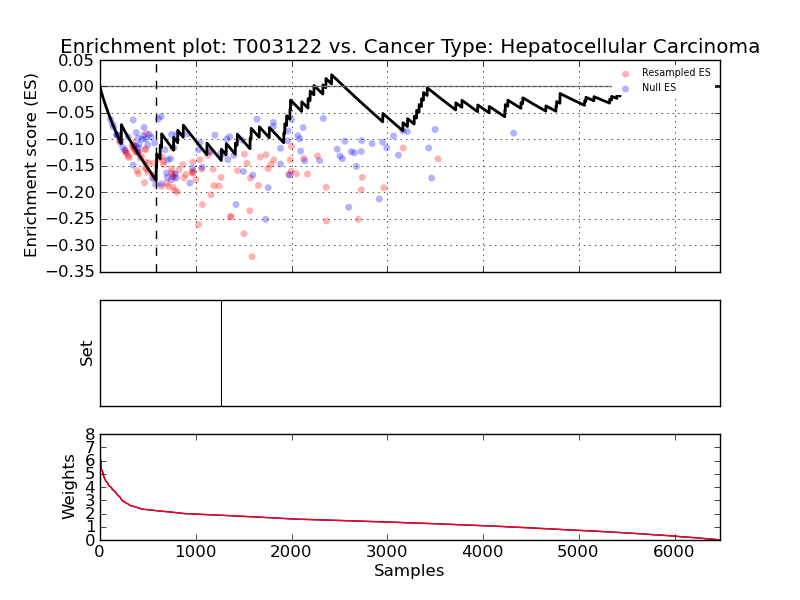 Enrichment plot: T003122 vs. Cancer Type: Hepatocellular Carcinoma
Enrichment score (ES)
0.05
0.00
−0.05
−0.10
−0.15
−0.20
−0.25
−0.30
−0.35
Resampled ES
Null ES
Set
Weights
8
7
6
5
4
3
2
1
0
0 1000 2000 3000 4000 5000 6000
Samples